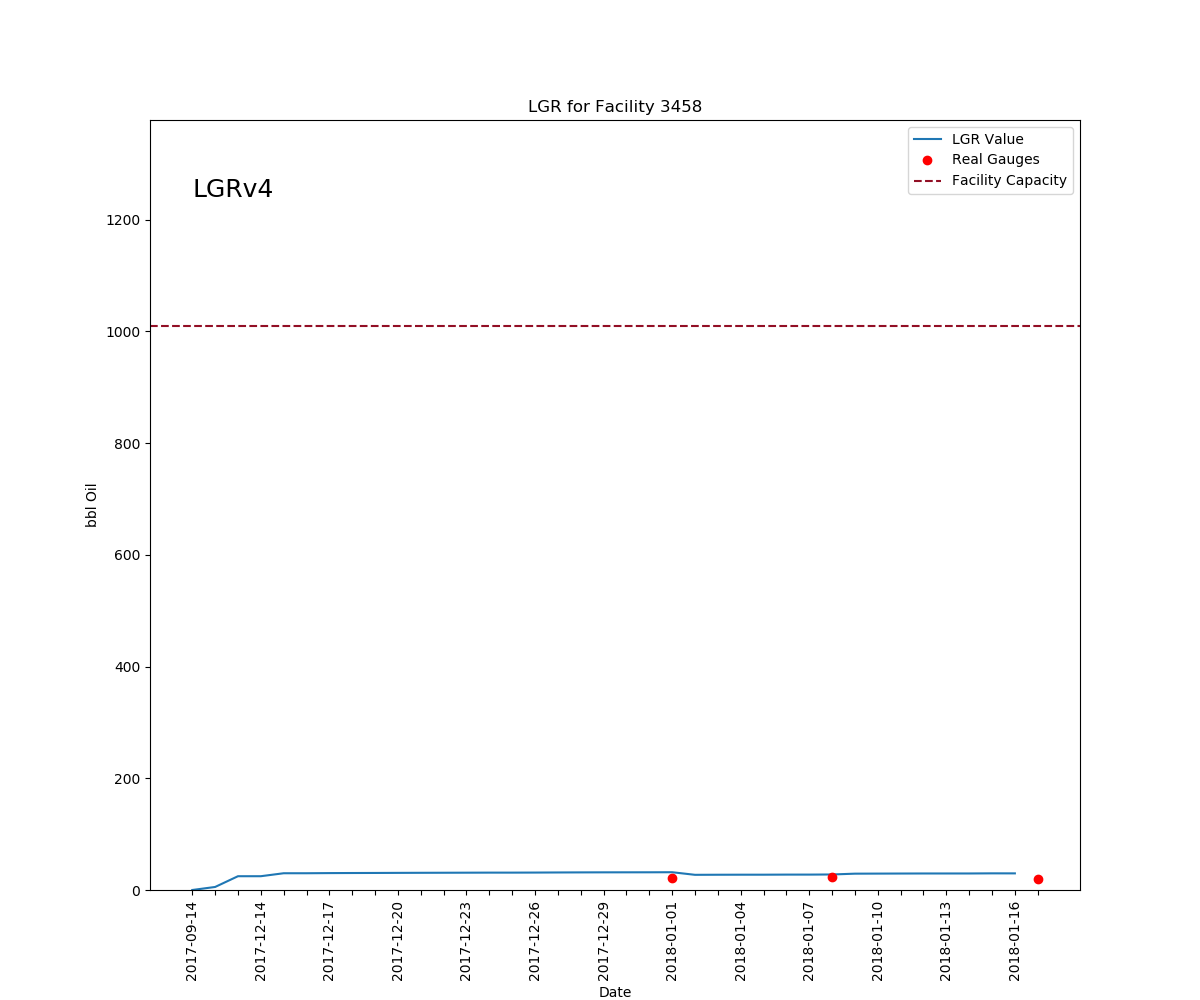 LGR for Facility 3458
LGRv4
LGR Value
Real Gauges
Facility Capacity
1200
1000
800
600
400
200
0
bbl Oil
2017-09-14
2017-12-14
2017-12-17
2017-12-20
2017-12-23
2017-12-26
2017-12-29
2018-01-01
2018-01-04
2018-01-07
2018-01-10
2018-01-13
2018-01-16
Date